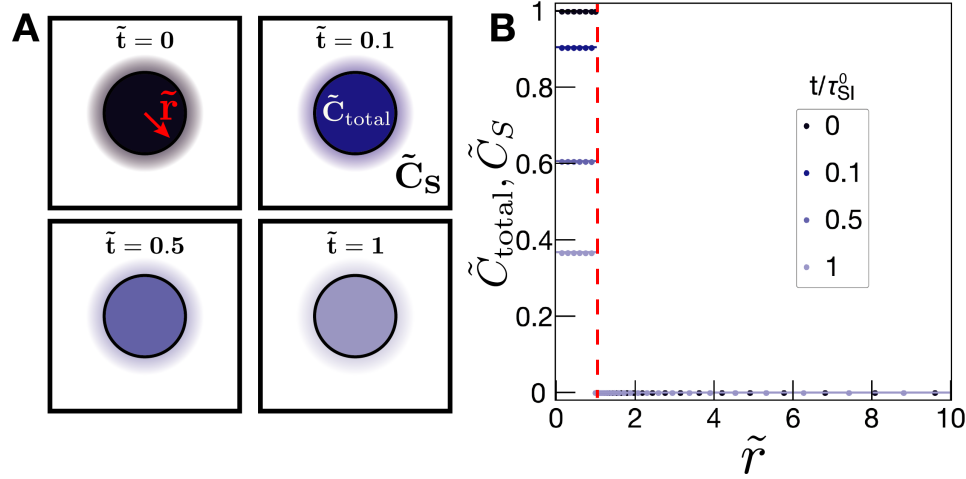 A
t̃ = 0
r̃
t̃ = 0.1
C̃total
C̃S
t̃ = 0.5
t̃ = 1
B
C̃total, C̃S
1
0.8
0.6
0.4
0.2
0
0 2 4 6 8 10
r̃
t/τ⁰SI
0
0.1
0.5
1